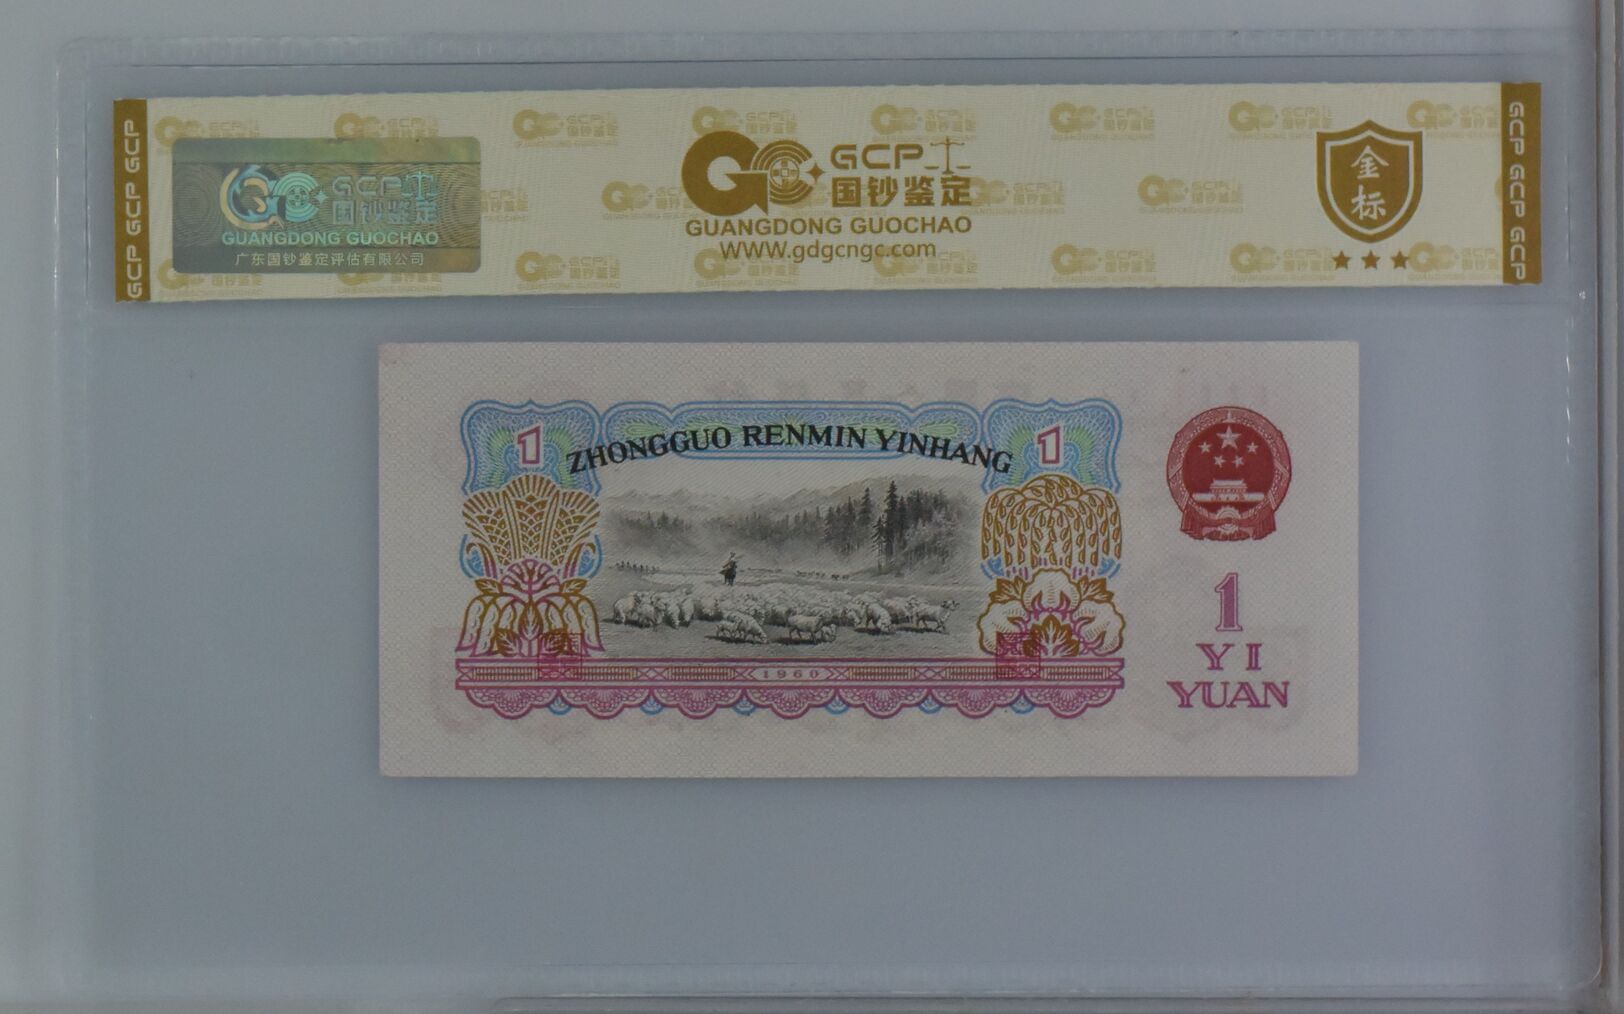 GCP GCP GCP
GCP
国钞鉴定
GUANGDONG GUOCHAO
广东国钞鉴定评估有限公司
GCP
国钞鉴定
GUANGDONG GUOCHAO
WWW.gdgcngc.com
金标
GCP GCP GCP GCP
1
ZHONGGUO RENMIN YINHANG
1
1960
1
YI
YUAN